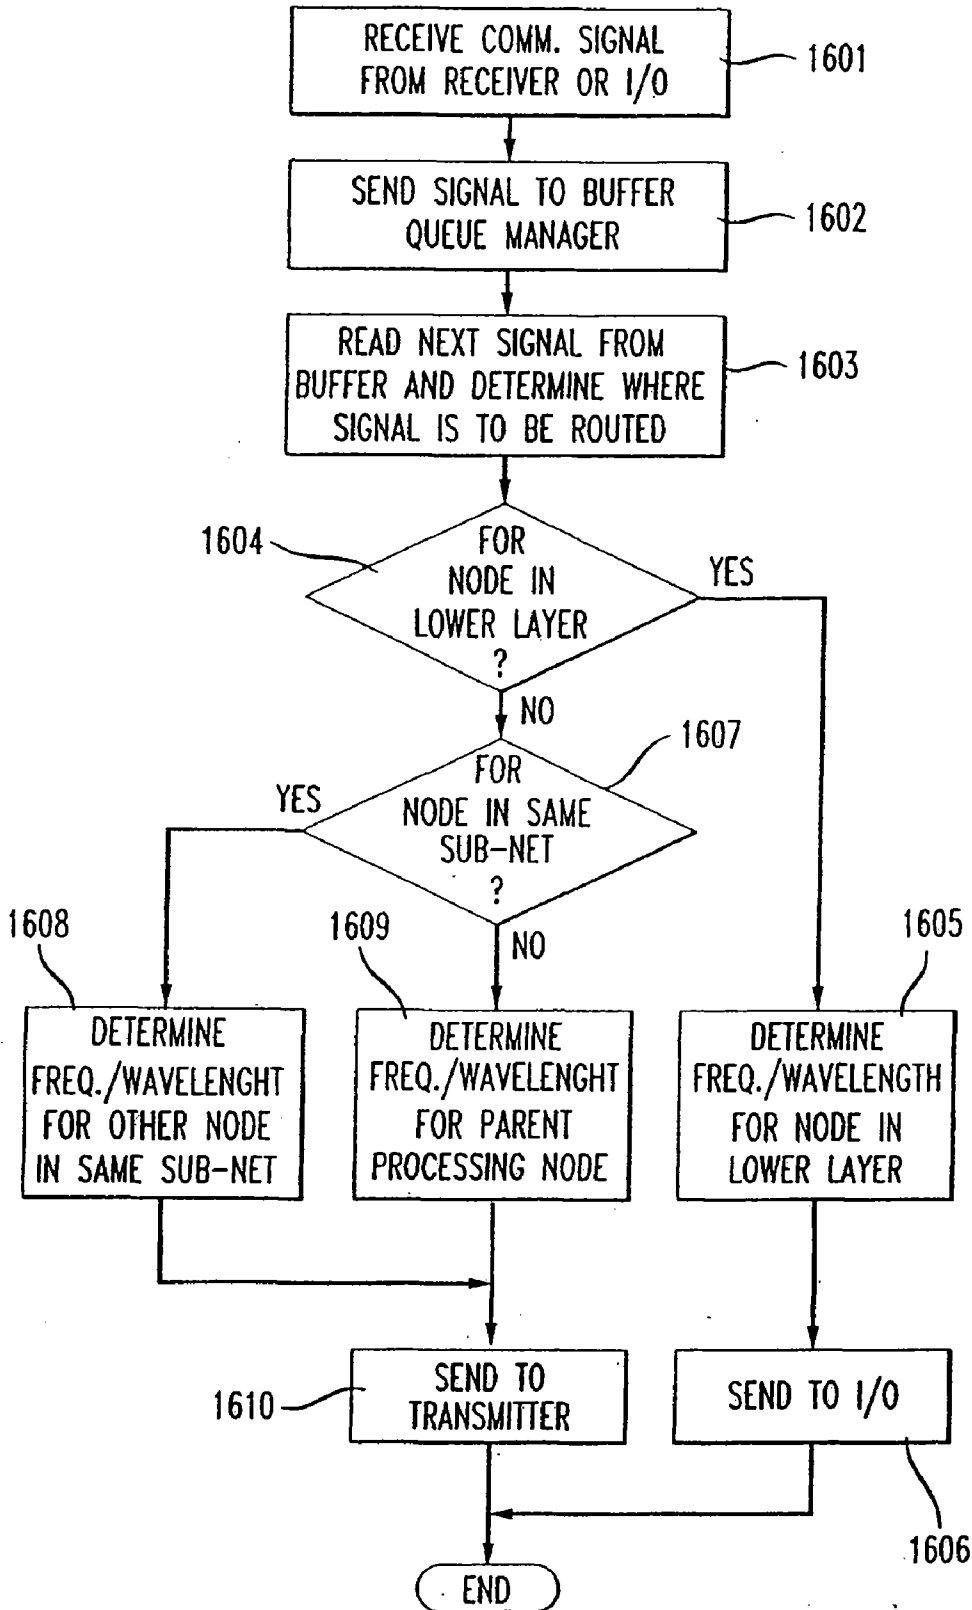 RECEIVE COMM. SIGNAL
FROM RECEIVER OR I/O
1601
SEND SIGNAL TO BUFFER
QUEUE MANAGER
1602
READ NEXT SIGNAL FROM
BUFFER AND DETERMINE WHERE
SIGNAL IS TO BE ROUTED
1603
1604
FOR
NODE IN
LOWER LAYER
?
YES
NO
1607
FOR
NODE IN SAME
SUB-NET
?
YES
NO
1608
DETERMINE
FREQ./WAVELENGHT
FOR OTHER NODE
IN SAME SUB-NET
1609
DETERMINE
FREQ./WAVELENGHT
FOR PARENT
PROCESSING NODE
1605
DETERMINE
FREQ./WAVELENGTH
FOR NODE IN
LOWER LAYER
1610
SEND TO
TRANSMITTER
SEND TO I/O
1606
END